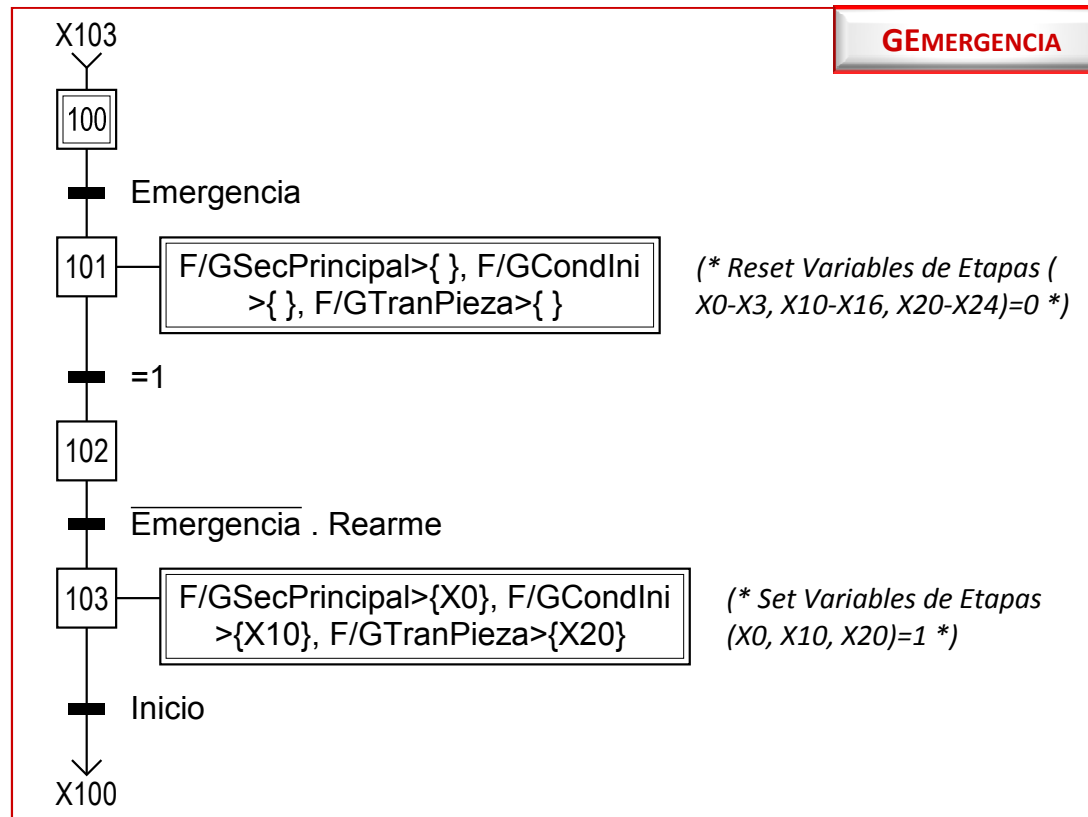 X103
GEMERGENCIA
100
Emergencia
101
F/GSecPrincipal>{ }, F/GCondIni
>{ }, F/GTranPieza>{ }
(* Reset Variables de Etapas (
X0-X3, X10-X16, X20-X24)=0 *)
=1
102
E̅m̅e̅r̅g̅e̅n̅c̅i̅a̅ . Rearme
103
F/GSecPrincipal>{X0}, F/GCondIni
>{X10}, F/GTranPieza>{X20}
(* Set Variables de Etapas
(X0, X10, X20)=1 *)
Inicio
X100